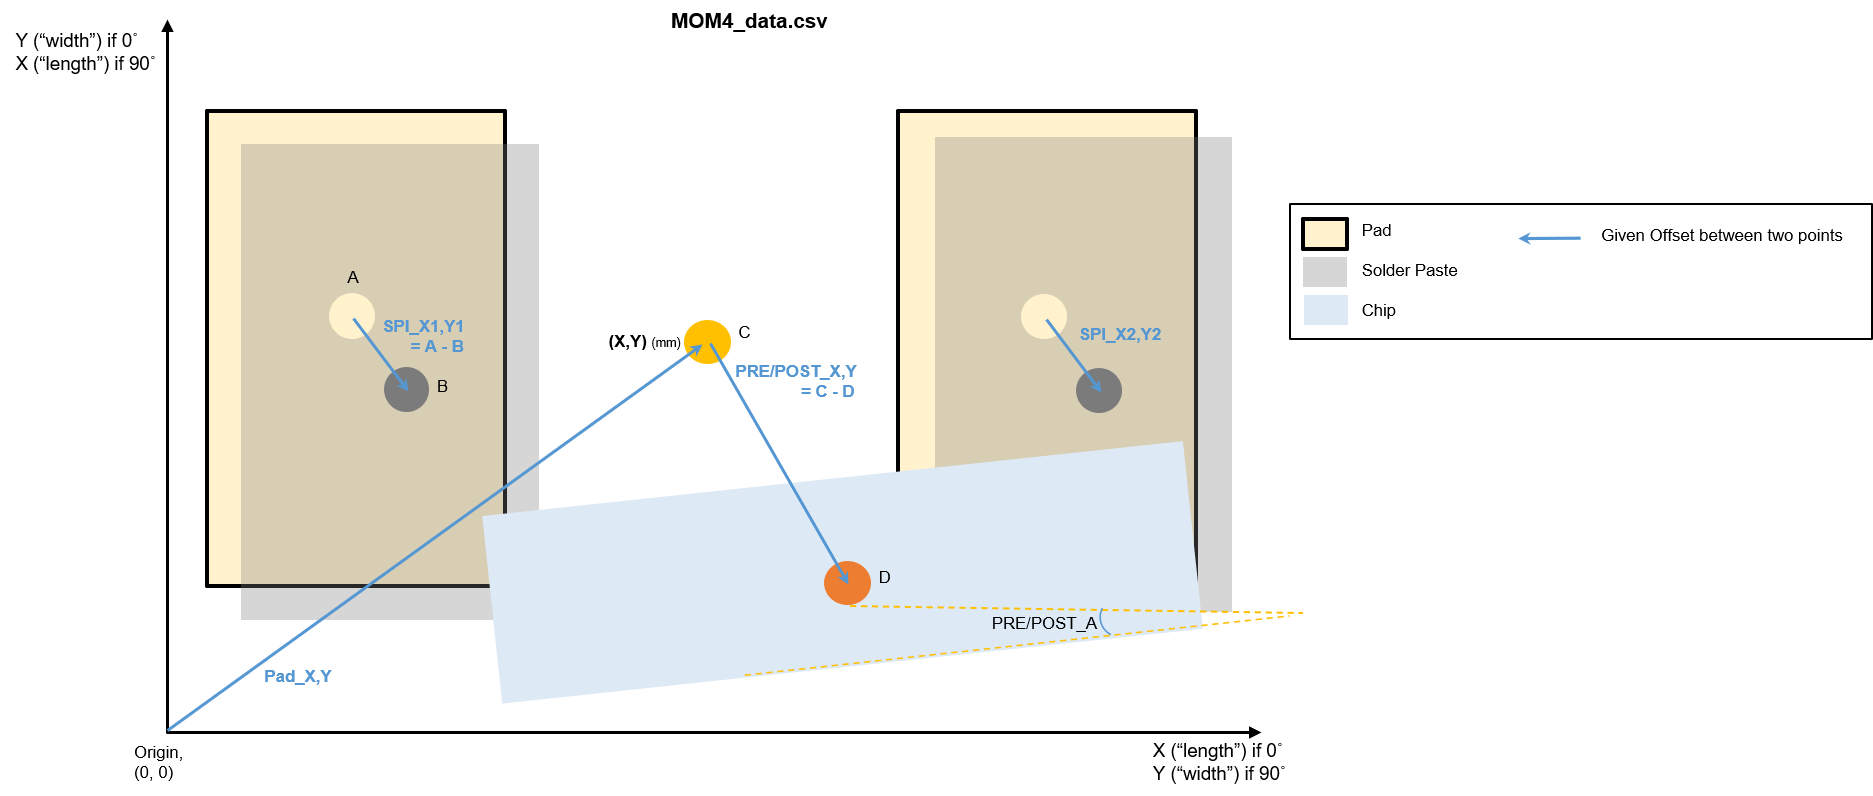 MOM4_data.csv
Y (“width”) if 0˚
X (“length”) if 90˚
A
SPI_X1,Y1
= A - B
B
(X,Y) (mm)
C
PRE/POST_X,Y
= C - D
SPI_X2,Y2
D
PRE/POST_A
Pad_X,Y
Origin,
(0, 0)
X (“length”) if 0˚
Y (“width”) if 90˚
Pad
Given Offset between two points
Solder Paste
Chip